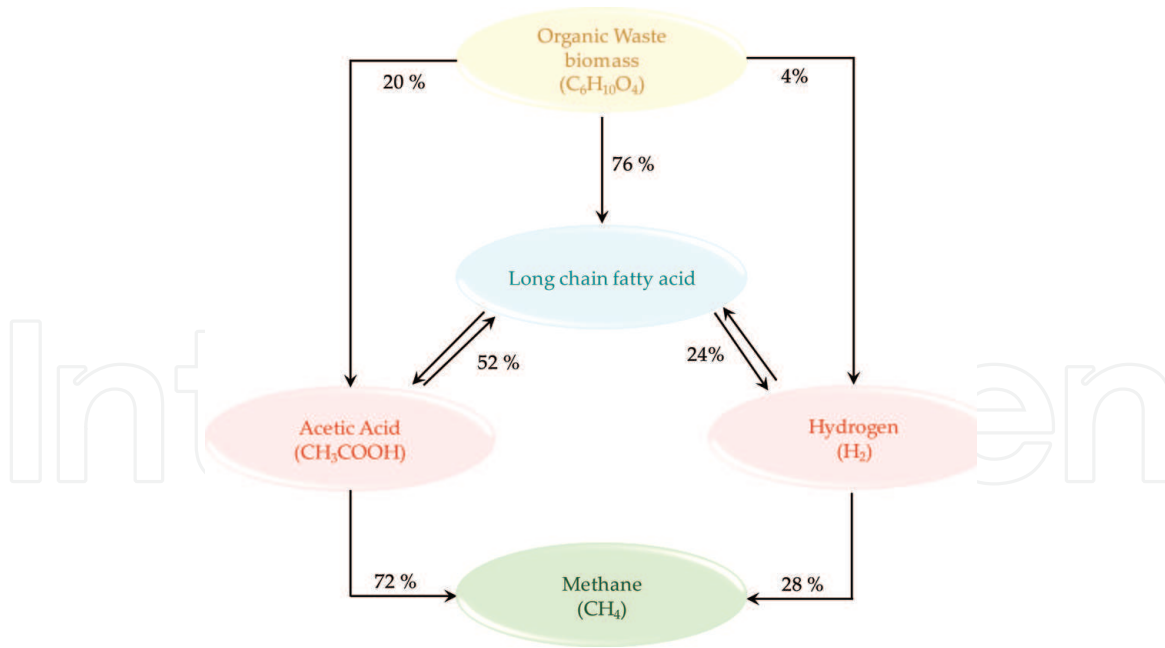 Organic Waste
biomass
(C₆H₁₀O₄)
20 %
4%
76 %
Long chain fatty acid
52 %
24%
Acetic Acid
(CH₃COOH)
Hydrogen
(H₂)
72 %
Methane
(CH₄)
28 %